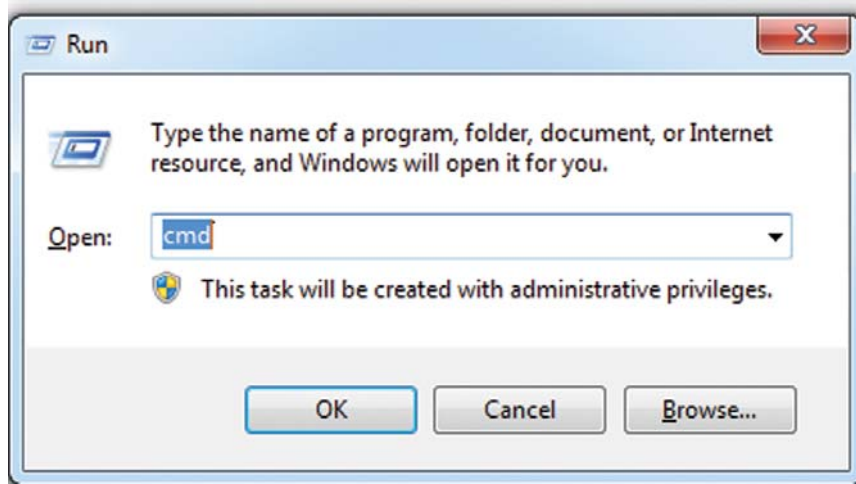 Run
Type the name of a program, folder, document, or Internet
resource, and Windows will open it for you.
Open:
cmd
This task will be created with administrative privileges.
OK
Cancel
Browse...